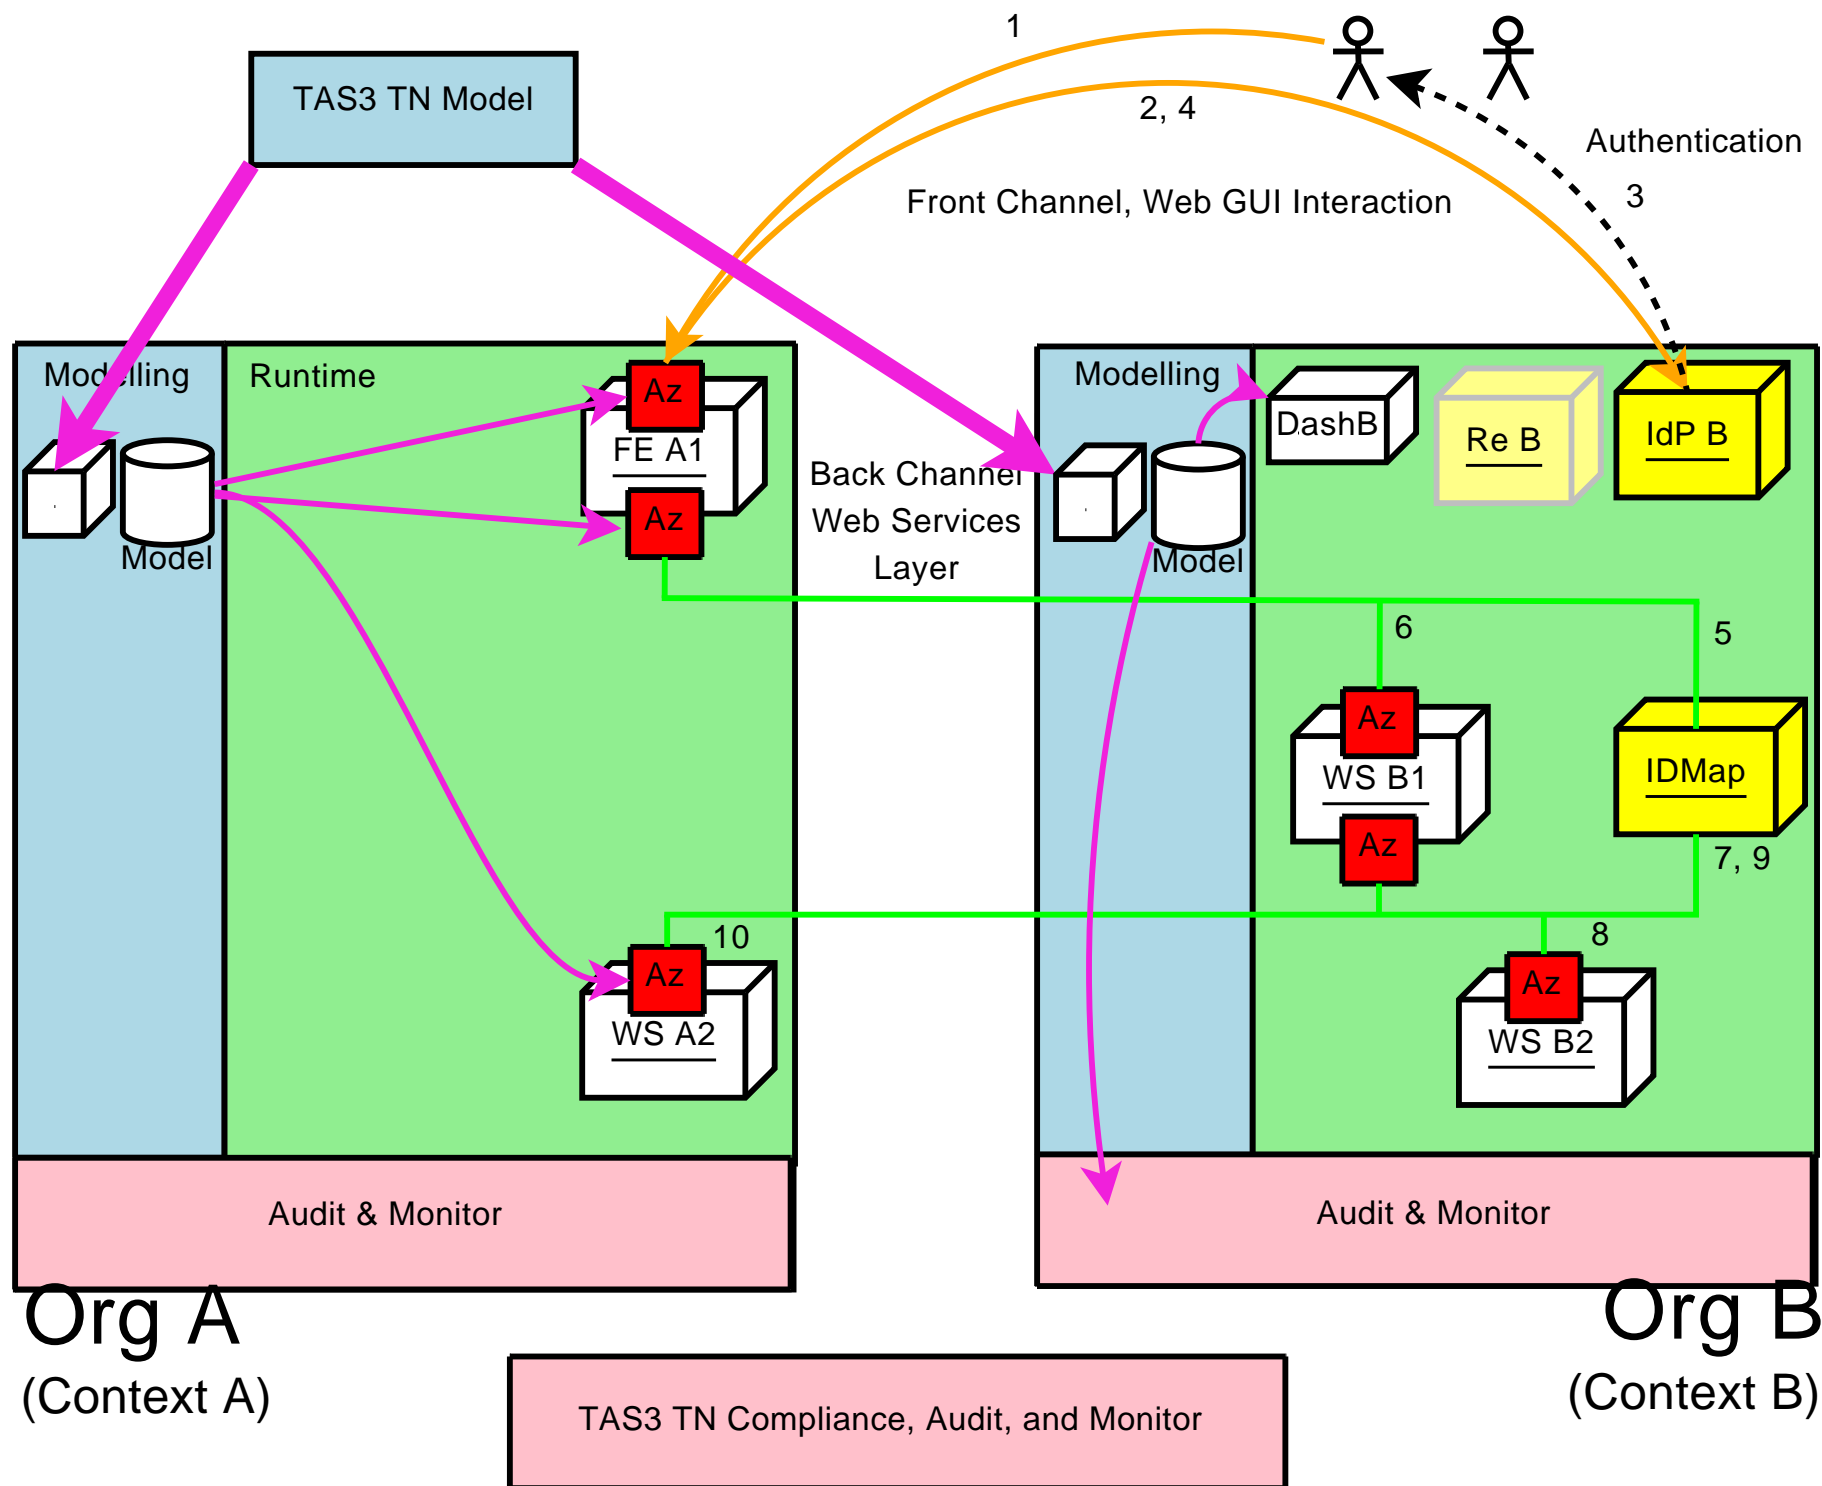 1
TAS3 TN Model
2, 4
Authentication
3
Front Channel, Web GUI Interaction
Modelling
Runtime
Az
FE A1
Az
Model
Back Channel
Web Services
Layer
Modelling
DashB
Re B
IdP B
Model
6
5
Az
WS B1
Az
IDMap
7, 9
10
8
Az
WS A2
Az
WS B2
Audit & Monitor
Audit & Monitor
Org A
(Context A)
Org B
(Context B)
TAS3 TN Compliance, Audit, and Monitor